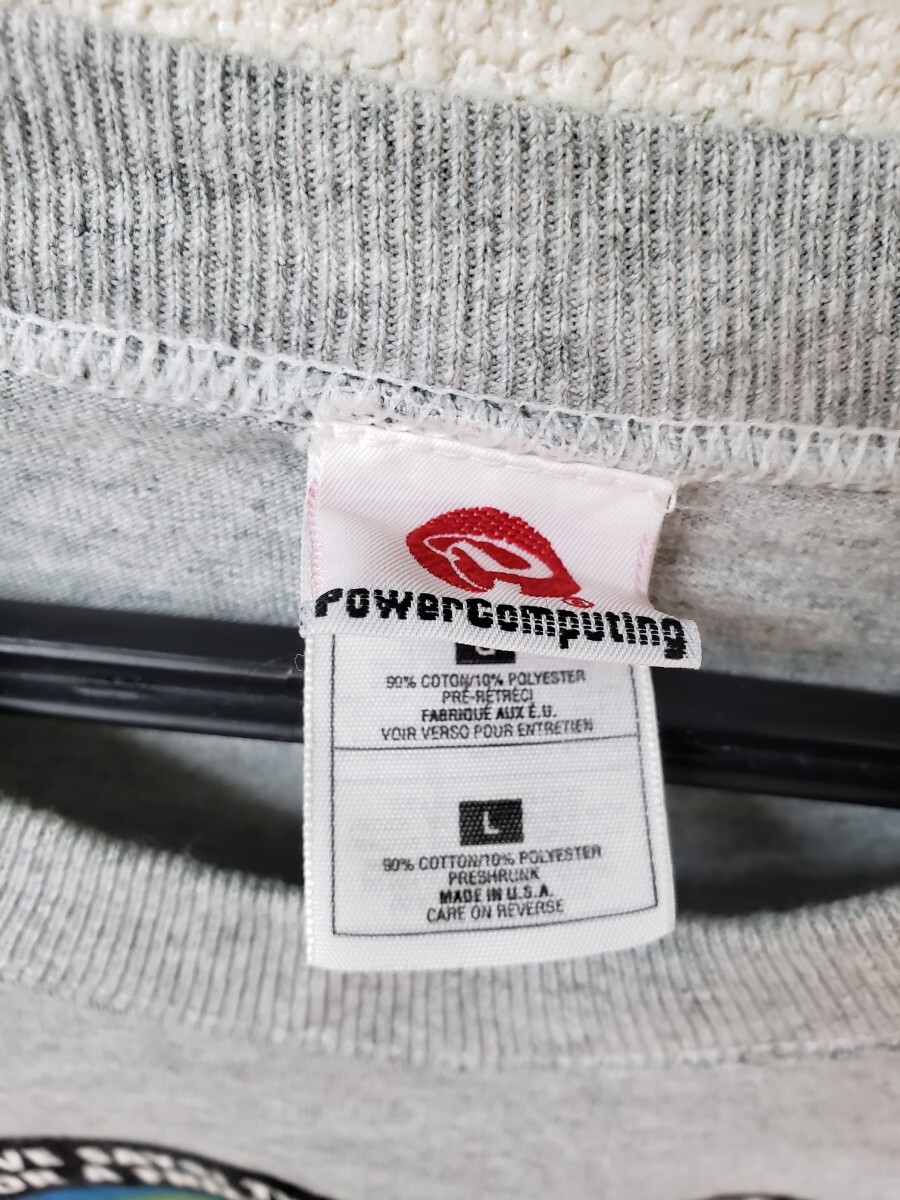 PowerComputing
90% COTON/10% POLYESTER
PRÉ-RÉTRÉCI
FABRIQUÉ AUX É.U.
VOIR VERSO POUR ENTRETIEN
L
90% COTTON/10% POLYESTER
PRESHRUNK
MADE IN U.S.A.
CARE ON REVERSE